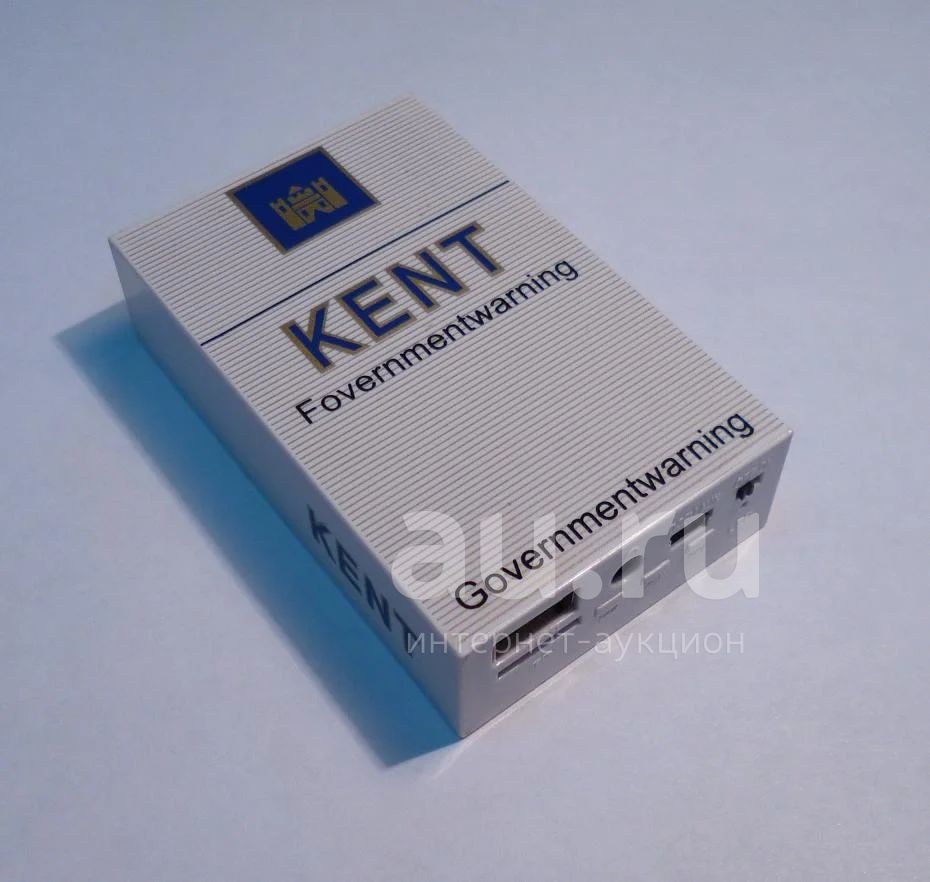 KENT
Fovernmentwarning
Governmentwarning
KENT
au.ru
интернет-аукцион